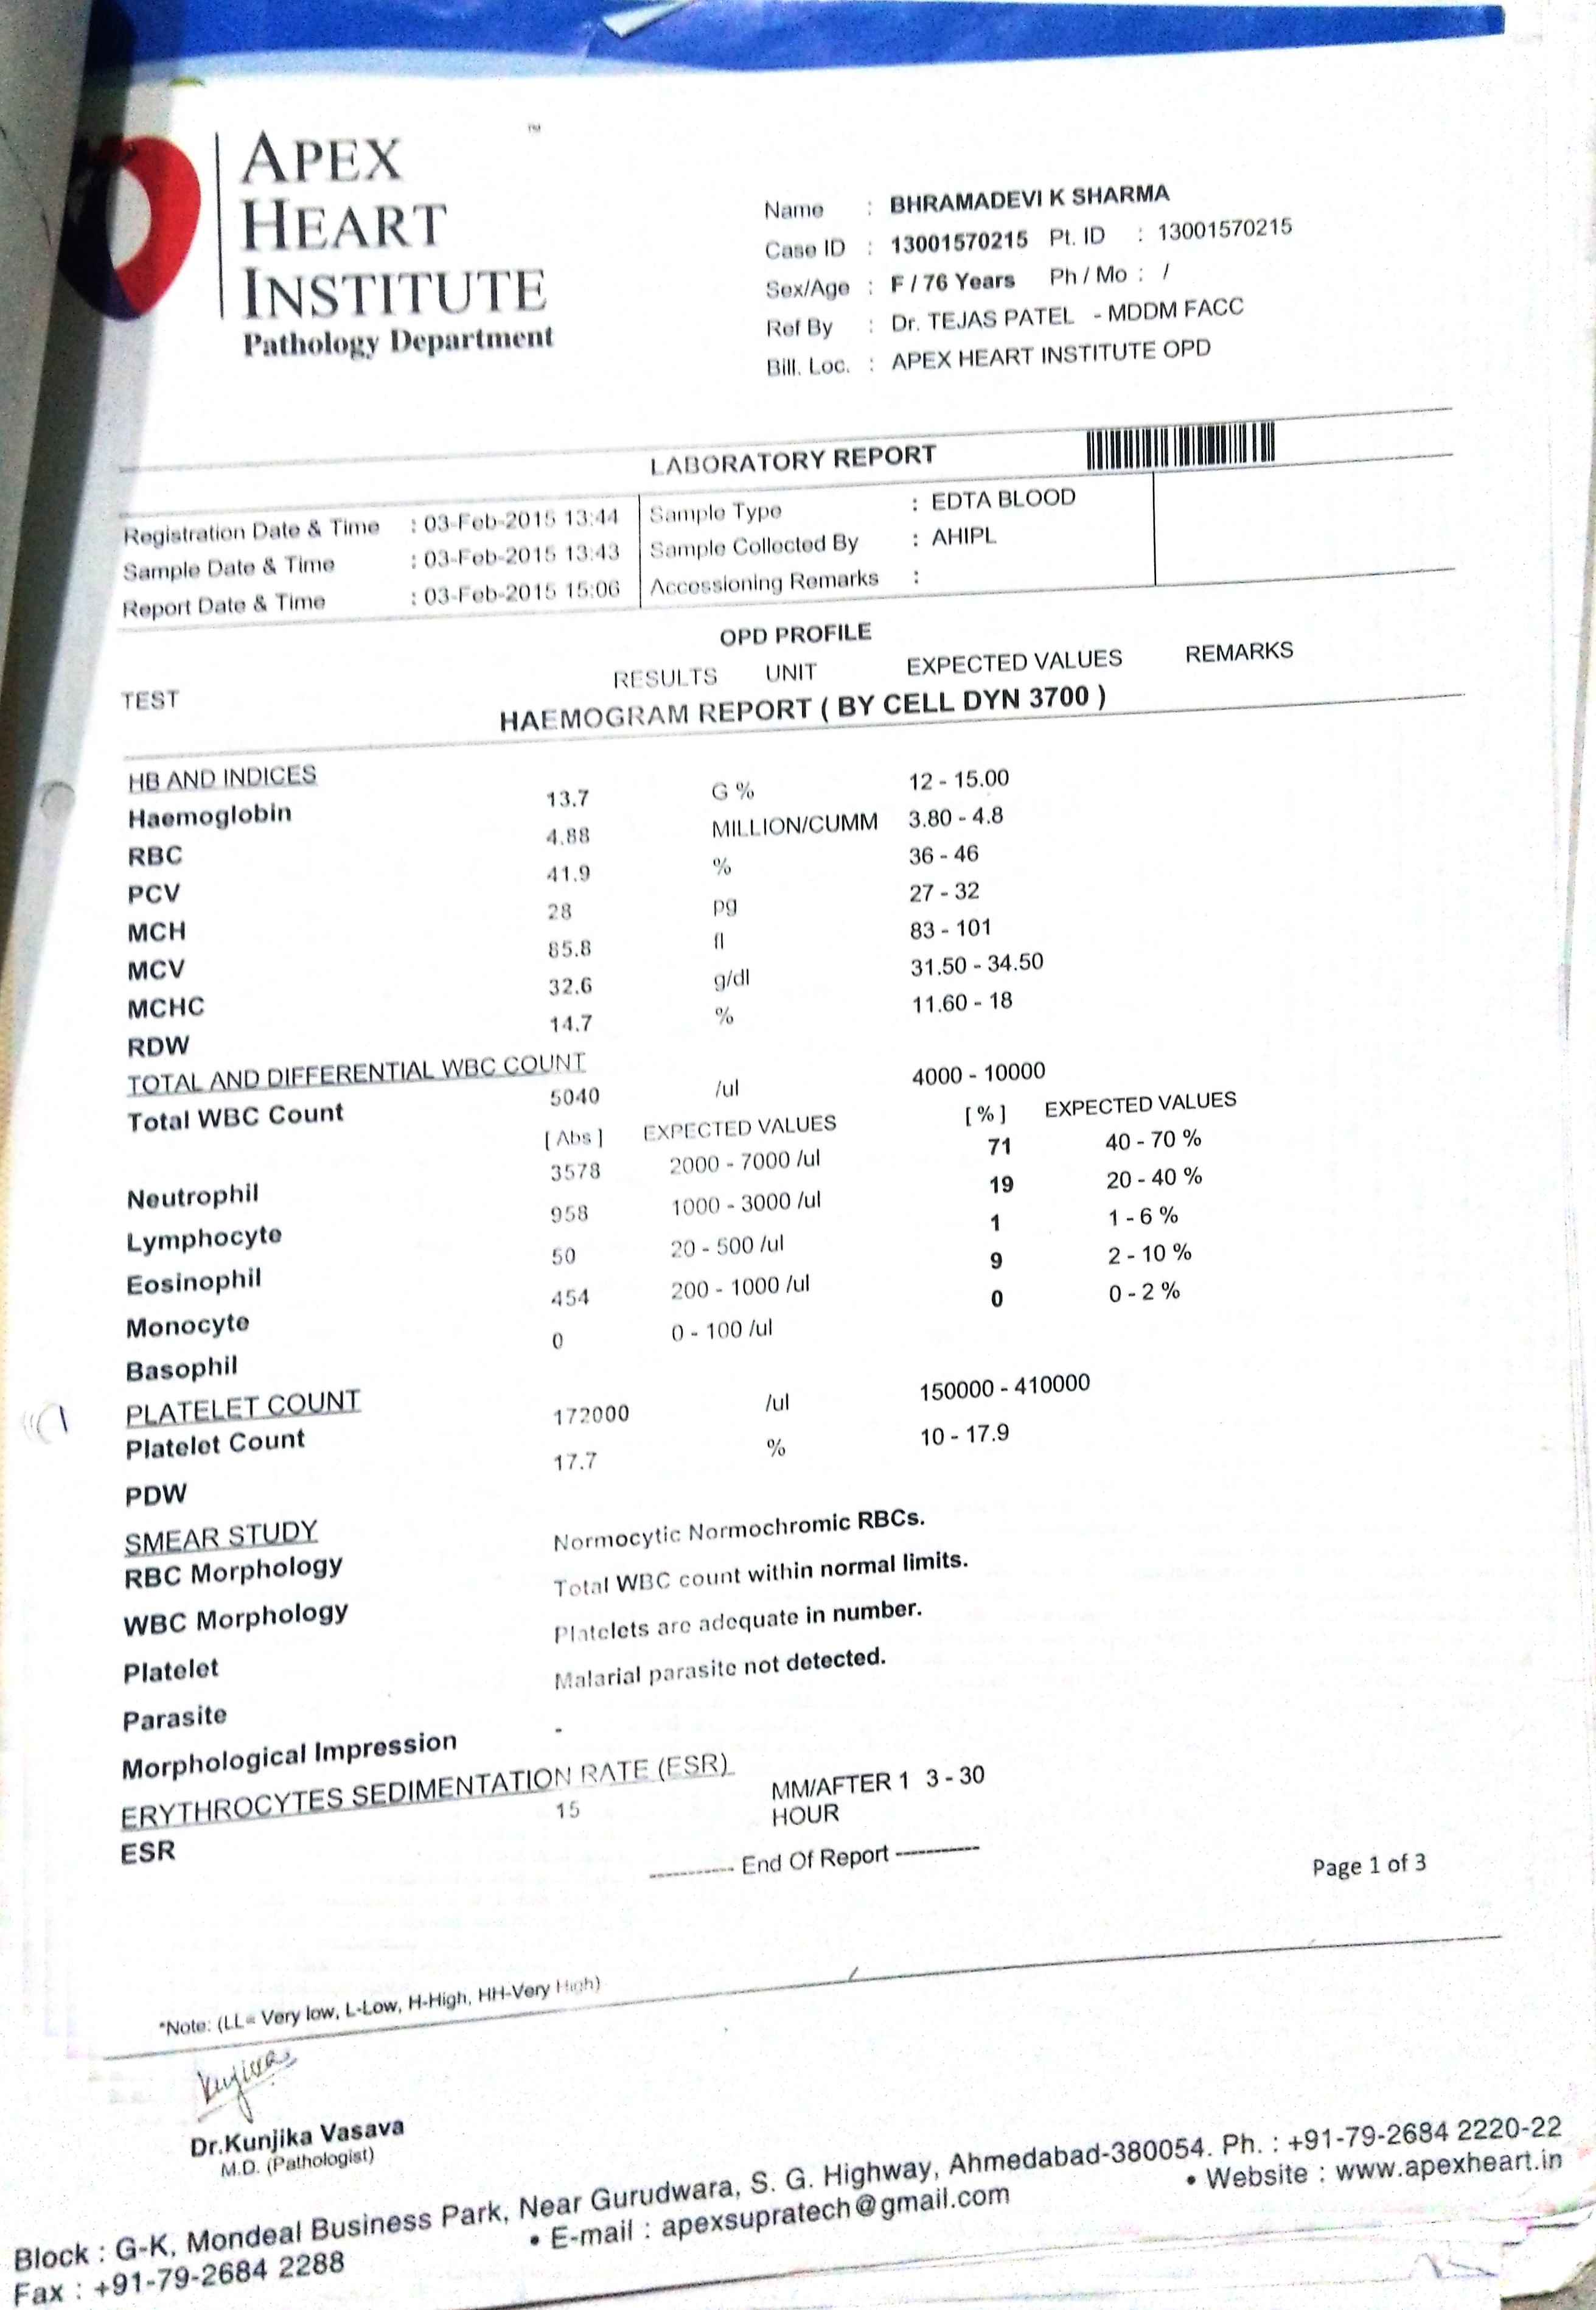 APEX
HEART
INSTITUTE
Pathology Department
TM
Name : BHRAMADEVI K SHARMA
Case ID : 13001570215 Pt. ID : 13001570215
Sex/Age : F / 76 Years Ph / Mo : /
Ref By : Dr. TEJAS PATEL - MDDM FACC
Bill. Loc. : APEX HEART INSTITUTE OPD
LABORATORY REPORT
Registration Date & Time : 03-Feb-2015 13:44 Sample Type : EDTA BLOOD
Sample Date & Time : 03-Feb-2015 13:43 Sample Collected By : AHIPL
Report Date & Time : 03-Feb-2015 15:06 Accessioning Remarks :
OPD PROFILE
TEST RESULTS UNIT EXPECTED VALUES REMARKS
HAEMOGRAM REPORT ( BY CELL DYN 3700 )
HB AND INDICES
Haemoglobin 13.7 G % 12 - 15.00
RBC 4.88 MILLION/CUMM 3.80 - 4.8
PCV 41.9 % 36 - 46
MCH 28 pg 27 - 32
MCV 85.8 fl 83 - 101
MCHC 32.6 g/dl 31.50 - 34.50
RDW 14.7 % 11.60 - 18
TOTAL AND DIFFERENTIAL WBC COUNT
Total WBC Count 5040 /ul 4000 - 10000
[ Abs ] EXPECTED VALUES [ % ] EXPECTED VALUES
Neutrophil 3578 2000 - 7000 /ul 71 40 - 70 %
Lymphocyte 958 1000 - 3000 /ul 19 20 - 40 %
Eosinophil 50 20 - 500 /ul 1 1 - 6 %
Monocyte 454 200 - 1000 /ul 9 2 - 10 %
Basophil 0 0 - 100 /ul 0 0 - 2 %
PLATELET COUNT
Platelet Count 172000 /ul 150000 - 410000
PDW 17.7 % 10 - 17.9
SMEAR STUDY
RBC Morphology Normocytic Normochromic RBCs.
WBC Morphology Total WBC count within normal limits.
Platelet Platelets are adequate in number.
Parasite Malarial parasite not detected.
Morphological Impression -
ERYTHROCYTES SEDIMENTATION RATE (ESR)
ESR 15 MM/AFTER 1 3 - 30
HOUR
---------- End Of Report ----------
Page 1 of 3
*Note: (LL= Very low, L-Low, H-High, HH-Very High)
Dr.Kunjika Vasava
M.D. (Pathologist)
Block : G-K, Mondeal Business Park, Near Gurudwara, S. G. Highway, Ahmedabad-380054. Ph. : +91-79-2684 2220-22
Fax : +91-79-2684 2288 • E-mail : apexsupratech@gmail.com • Website : www.apexheart.in